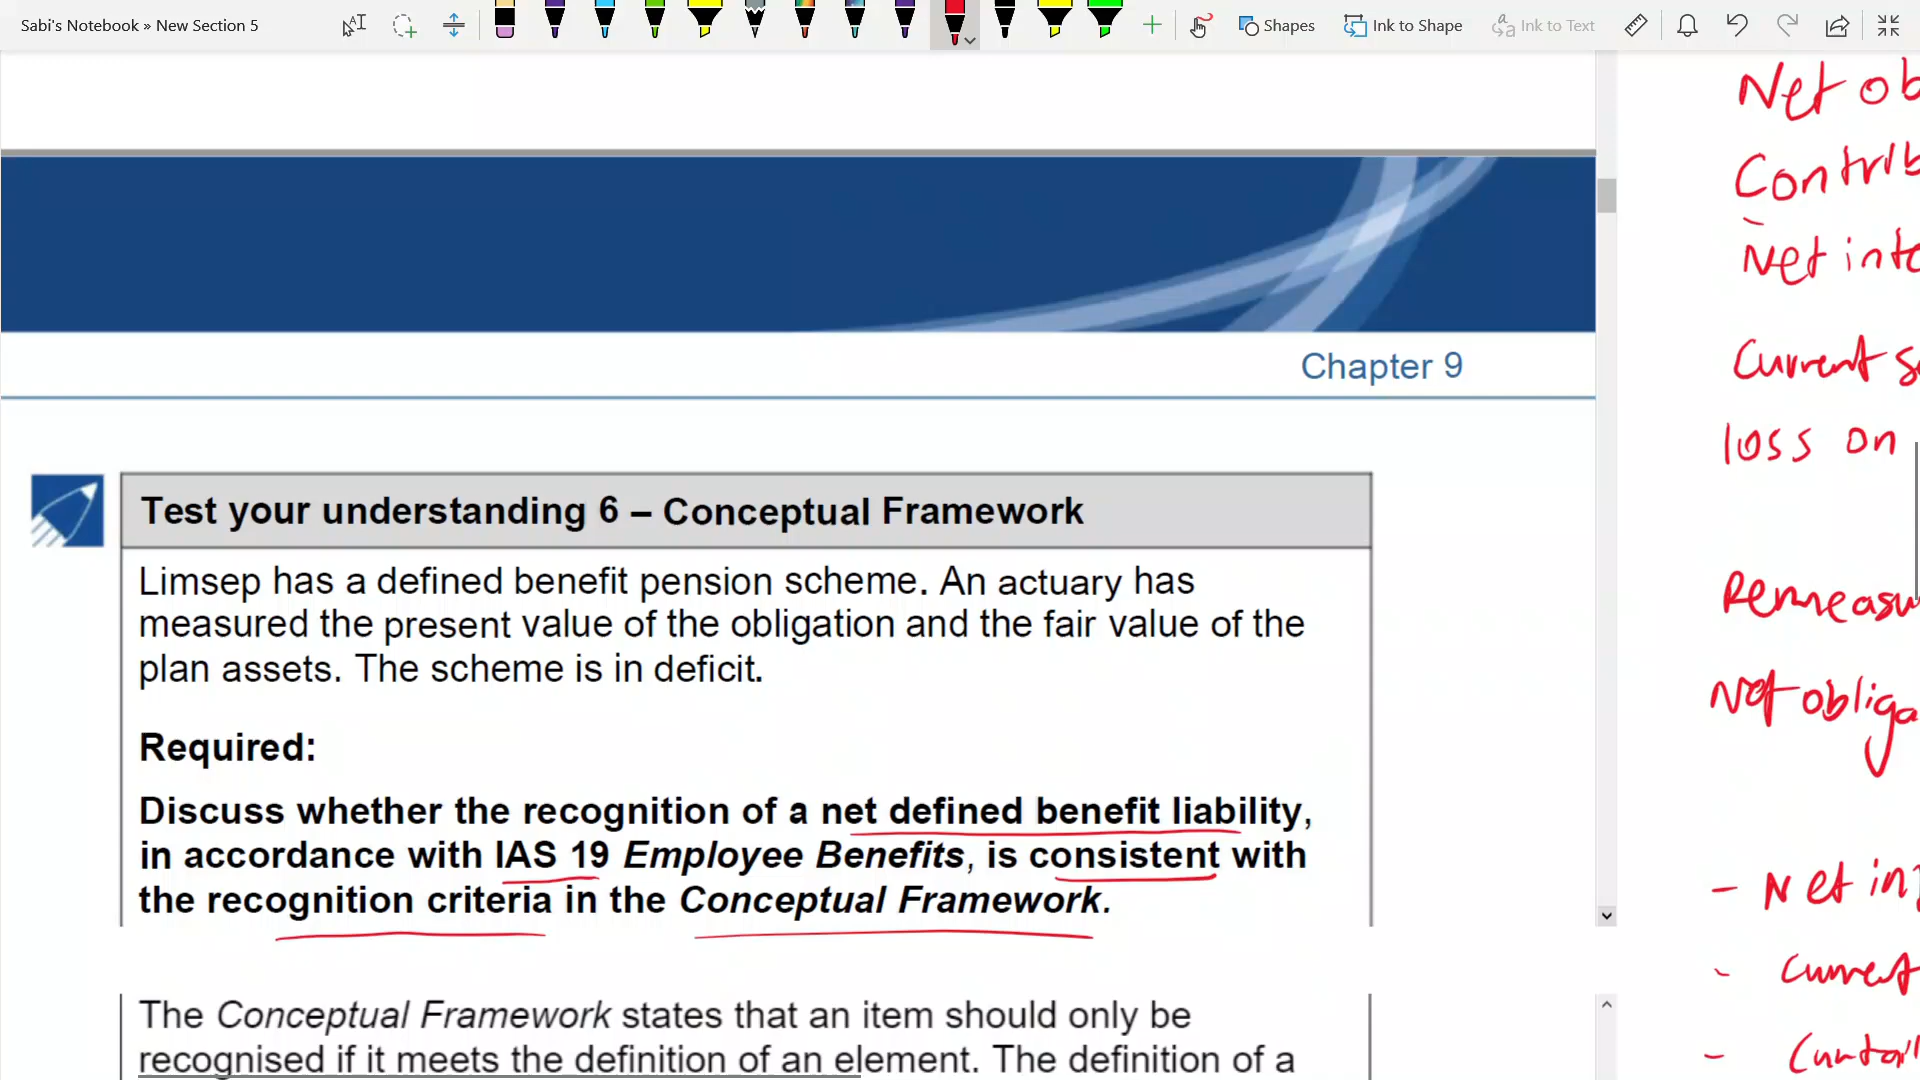 Sabi's Notebook » New Section 5
Shapes
Ink to Shape
Ink to Text
Net ob
Contrib
Net inte
Chapter 9
Current s
loss on
Test your understanding 6 – Conceptual Framework
Limsep has a defined benefit pension scheme. An actuary has
measured the present value of the obligation and the fair value of the
plan assets. The scheme is in deficit.
Remeasu
Net obliga
Required:
Discuss whether the recognition of a net defined benefit liability,
in accordance with IAS 19 Employee Benefits, is consistent with
the recognition criteria in the Conceptual Framework.
- Net in
- Current
The Conceptual Framework states that an item should only be
recognised if it meets the definition of an element. The definition of a
- Curtail